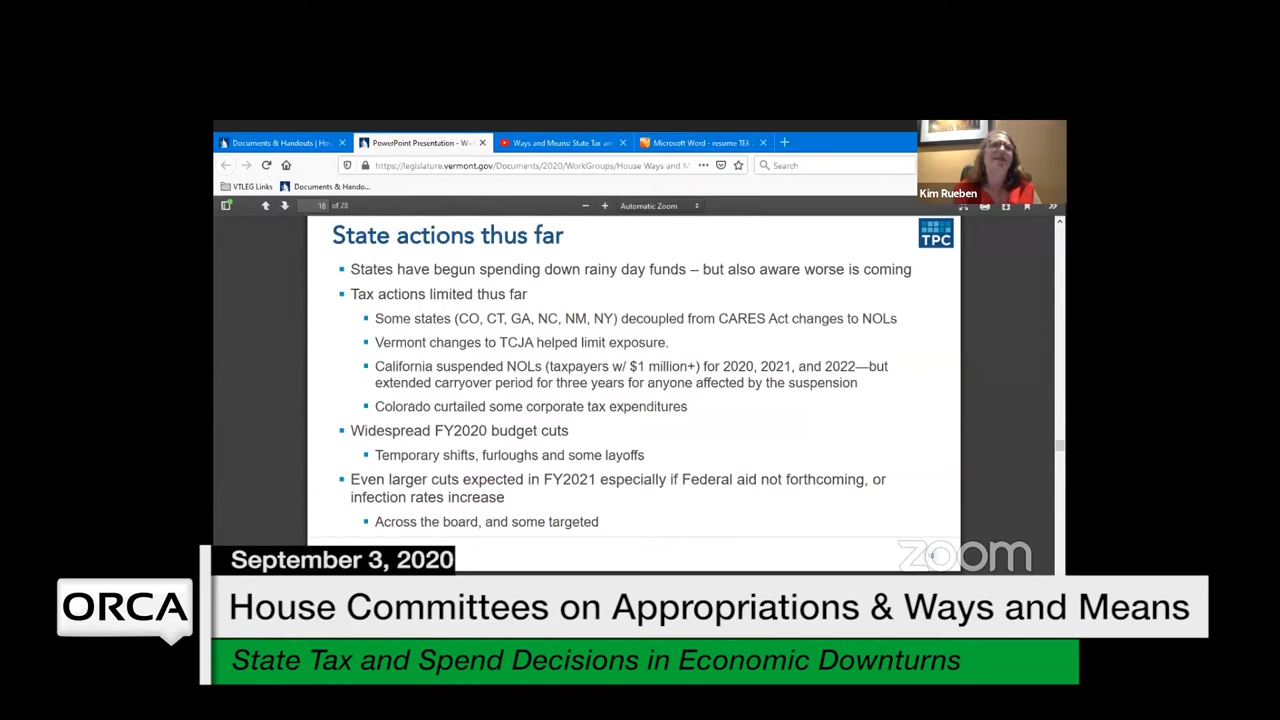 Documents & Handouts | Ho
PowerPoint Presentation - W
Ways and Means: State Tax an
Microsoft Word - resume TE
https://legislature.vermont.gov/Documents/2020/WorkGroups/House Ways and M
Search
Kim Rueben
VTLEG Links
Documents & Hando...
18 of 28
Automatic Zoom
State actions thus far
TPC
▪ States have begun spending down rainy day funds – but also aware worse is coming
▪ Tax actions limited thus far
▪ Some states (CO, CT, GA, NC, NM, NY) decoupled from CARES Act changes to NOLs
▪ Vermont changes to TCJA helped limit exposure.
▪ California suspended NOLs (taxpayers w/ $1 million+) for 2020, 2021, and 2022—but
extended carryover period for three years for anyone affected by the suspension
▪ Colorado curtailed some corporate tax expenditures
▪ Widespread FY2020 budget cuts
▪ Temporary shifts, furloughs and some layoffs
▪ Even larger cuts expected in FY2021 especially if Federal aid not forthcoming, or
infection rates increase
▪ Across the board, and some targeted
zoom
September 3, 2020
ORCA
House Committees on Appropriations & Ways and Means
State Tax and Spend Decisions in Economic Downturns